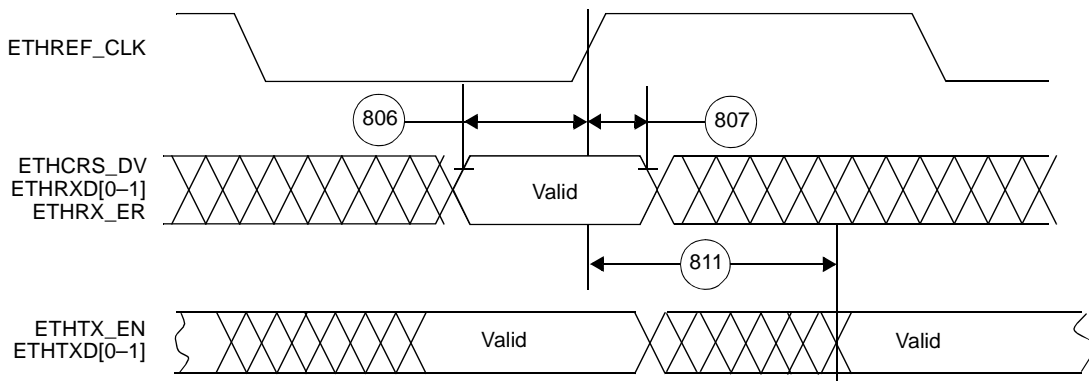 ETHREF_CLK
806
807
ETHCRS_DV
ETHRXD[0–1]
ETHRX_ER
Valid
811
ETHTX_EN
ETHTXD[0–1]
Valid
Valid